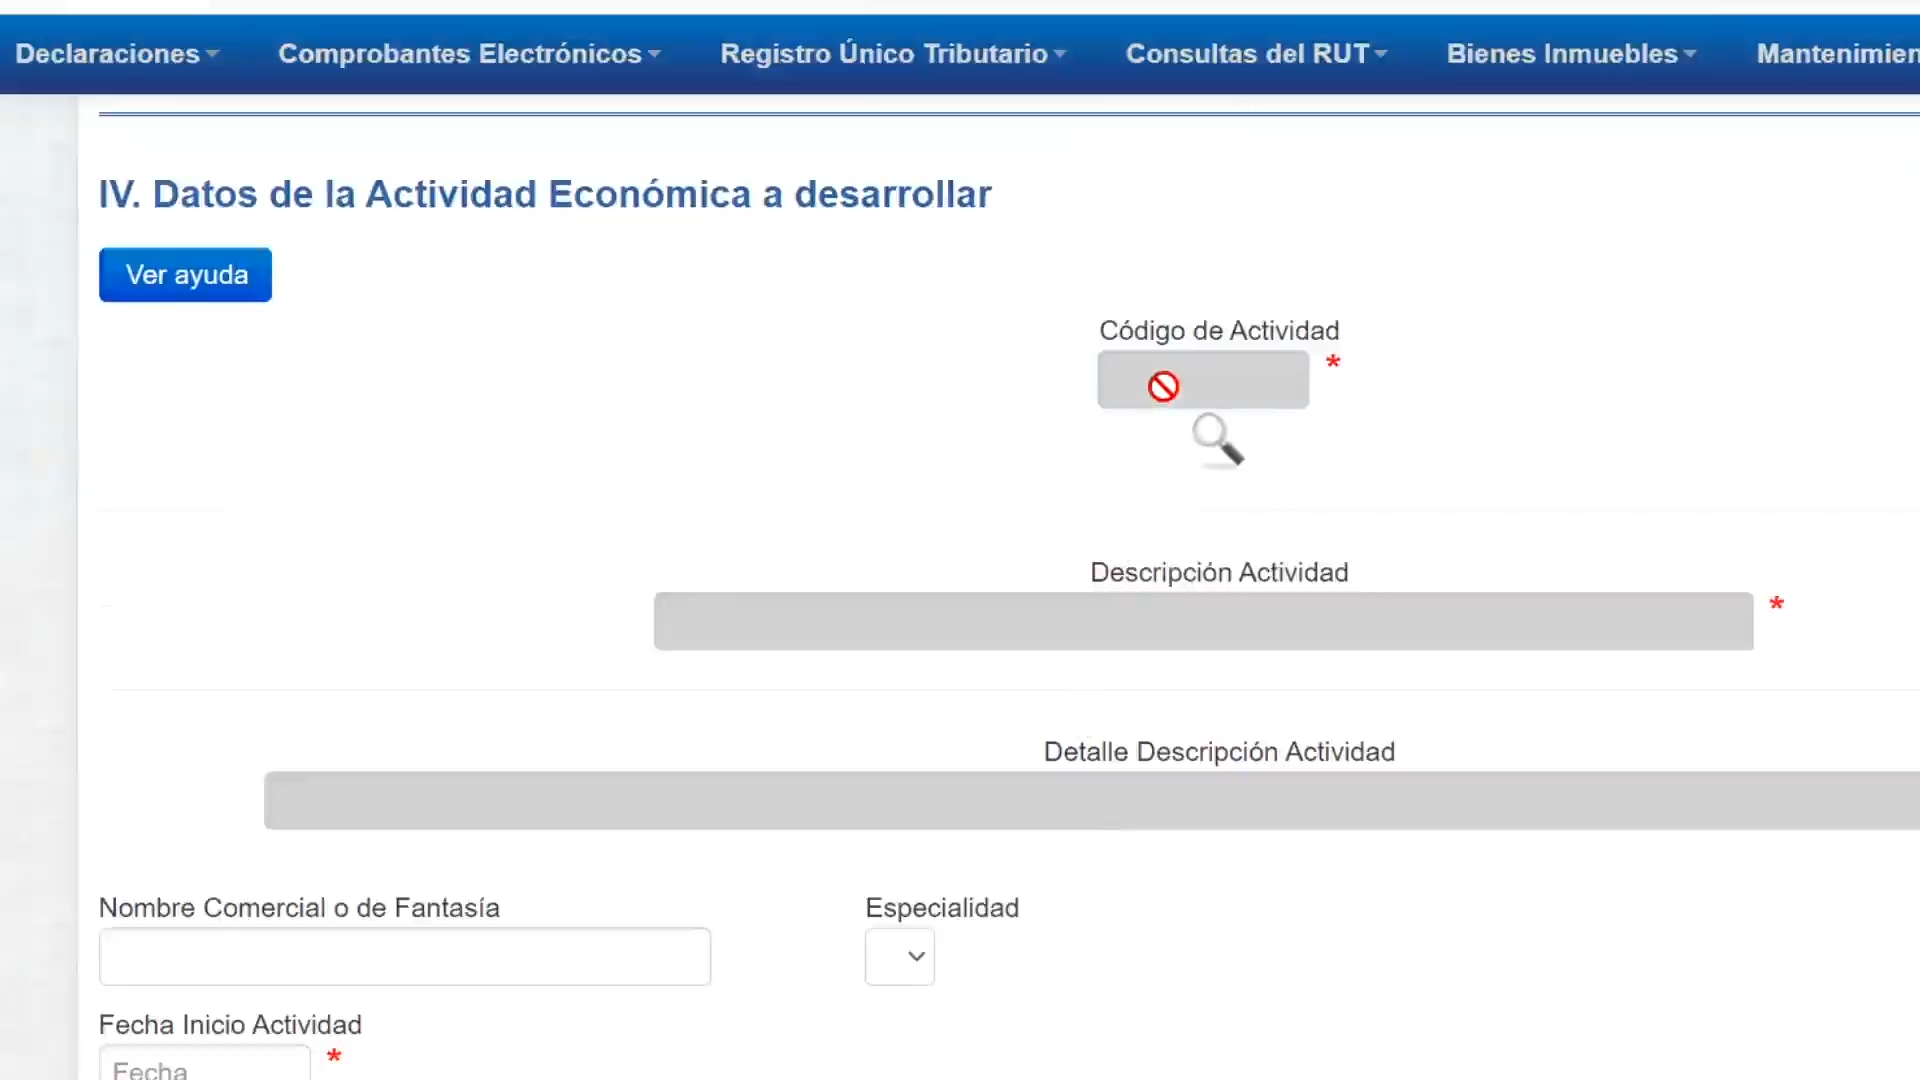 Declaraciones Comprobantes Electrónicos Registro Único Tributario Consultas del RUT Bienes Inmuebles Mantenimien
IV. Datos de la Actividad Económica a desarrollar
Ver ayuda
Código de Actividad
*
Descripción Actividad
*
Detalle Descripción Actividad
Nombre Comercial o de Fantasía Especialidad
Fecha Inicio Actividad
*
Fecha